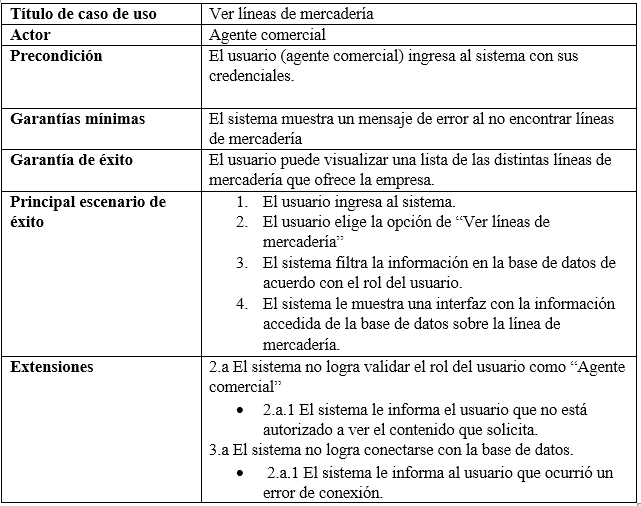 Título de caso de uso
Ver líneas de mercadería
Actor
Agente comercial
Precondición
El usuario (agente comercial) ingresa al sistema con sus
credenciales.
Garantías mínimas
El sistema muestra un mensaje de error al no encontrar líneas
de mercadería
Garantía de éxito
El usuario puede visualizar una lista de las distintas líneas de
mercadería que ofrece la empresa.
Principal escenario de
éxito
1. El usuario ingresa al sistema.
2. El usuario elige la opción de “Ver líneas de
mercadería”
3. El sistema filtra la información en la base de datos de
acuerdo con el rol del usuario.
4. El sistema le muestra una interfaz con la información
accedida de la base de datos sobre la línea de
mercadería.
Extensiones
2.a El sistema no logra validar el rol del usuario como “Agente
comercial”
• 2.a.1 El sistema le informa el usuario que no está
autorizado a ver el contenido que solicita.
3.a El sistema no logra conectarse con la base de datos.
• 2.a.1 El sistema le informa al usuario que ocurrió un
error de conexión.